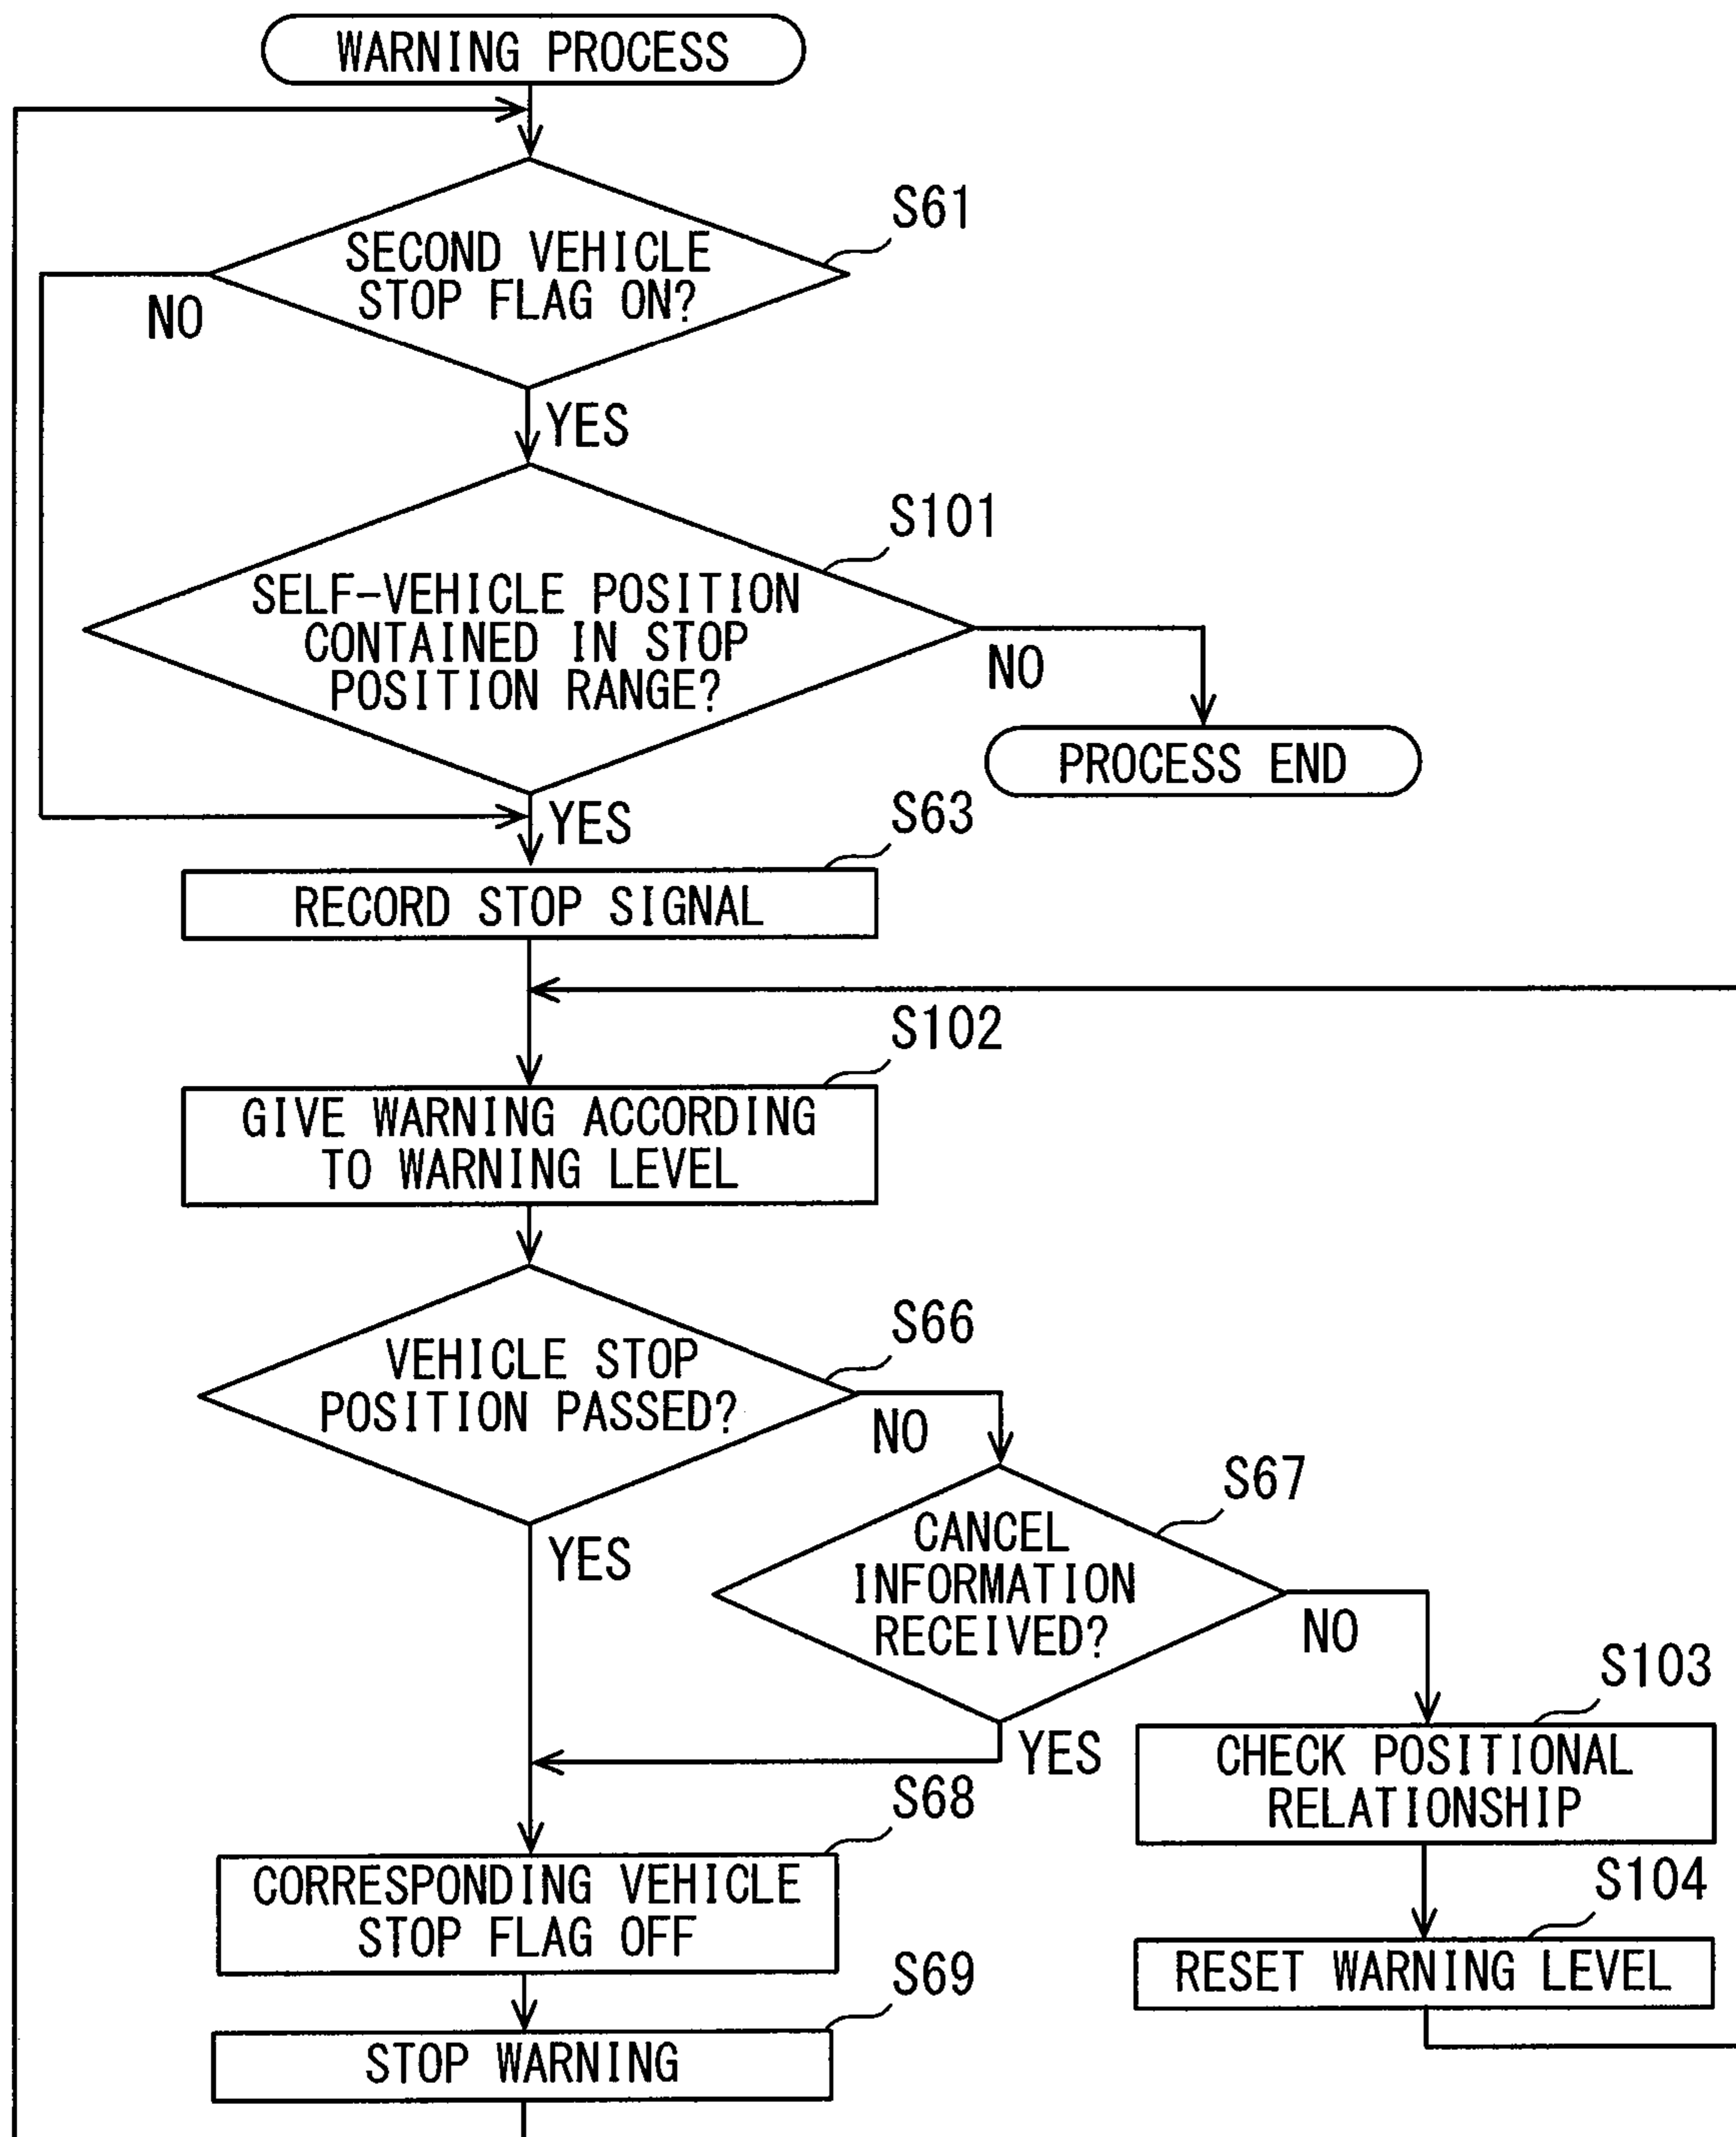 WARNING PROCESS
S61
SECOND VEHICLE
STOP FLAG ON?
NO
YES
S101
SELF-VEHICLE POSITION
CONTAINED IN STOP
POSITION RANGE?
NO
PROCESS END
YES
S63
RECORD STOP SIGNAL
S102
GIVE WARNING ACCORDING
TO WARNING LEVEL
S66
VEHICLE STOP
POSITION PASSED?
NO
YES
S67
CANCEL
INFORMATION
RECEIVED?
NO
YES
S103
CHECK POSITIONAL
RELATIONSHIP
S68
CORRESPONDING VEHICLE
STOP FLAG OFF
S104
RESET WARNING LEVEL
S69
STOP WARNING